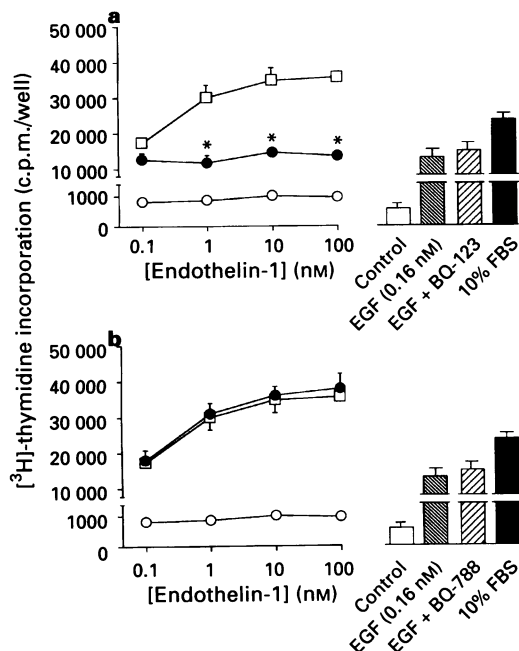 [³H]-thymidine incorporation (c.p.m./well)
a
50 000
40 000
30 000
20 000
10 000
1000
0
* * *
0.1 1 10 100
[Endothelin-1] (nM)
Control
EGF (0.16 nM)
EGF + BQ-123
10% FBS
b
50 000
40 000
30 000
20 000
10 000
1000
0
0.1 1 10 100
[Endothelin-1] (nM)
Control
EGF (0.16 nM)
EGF + BQ-788
10% FBS